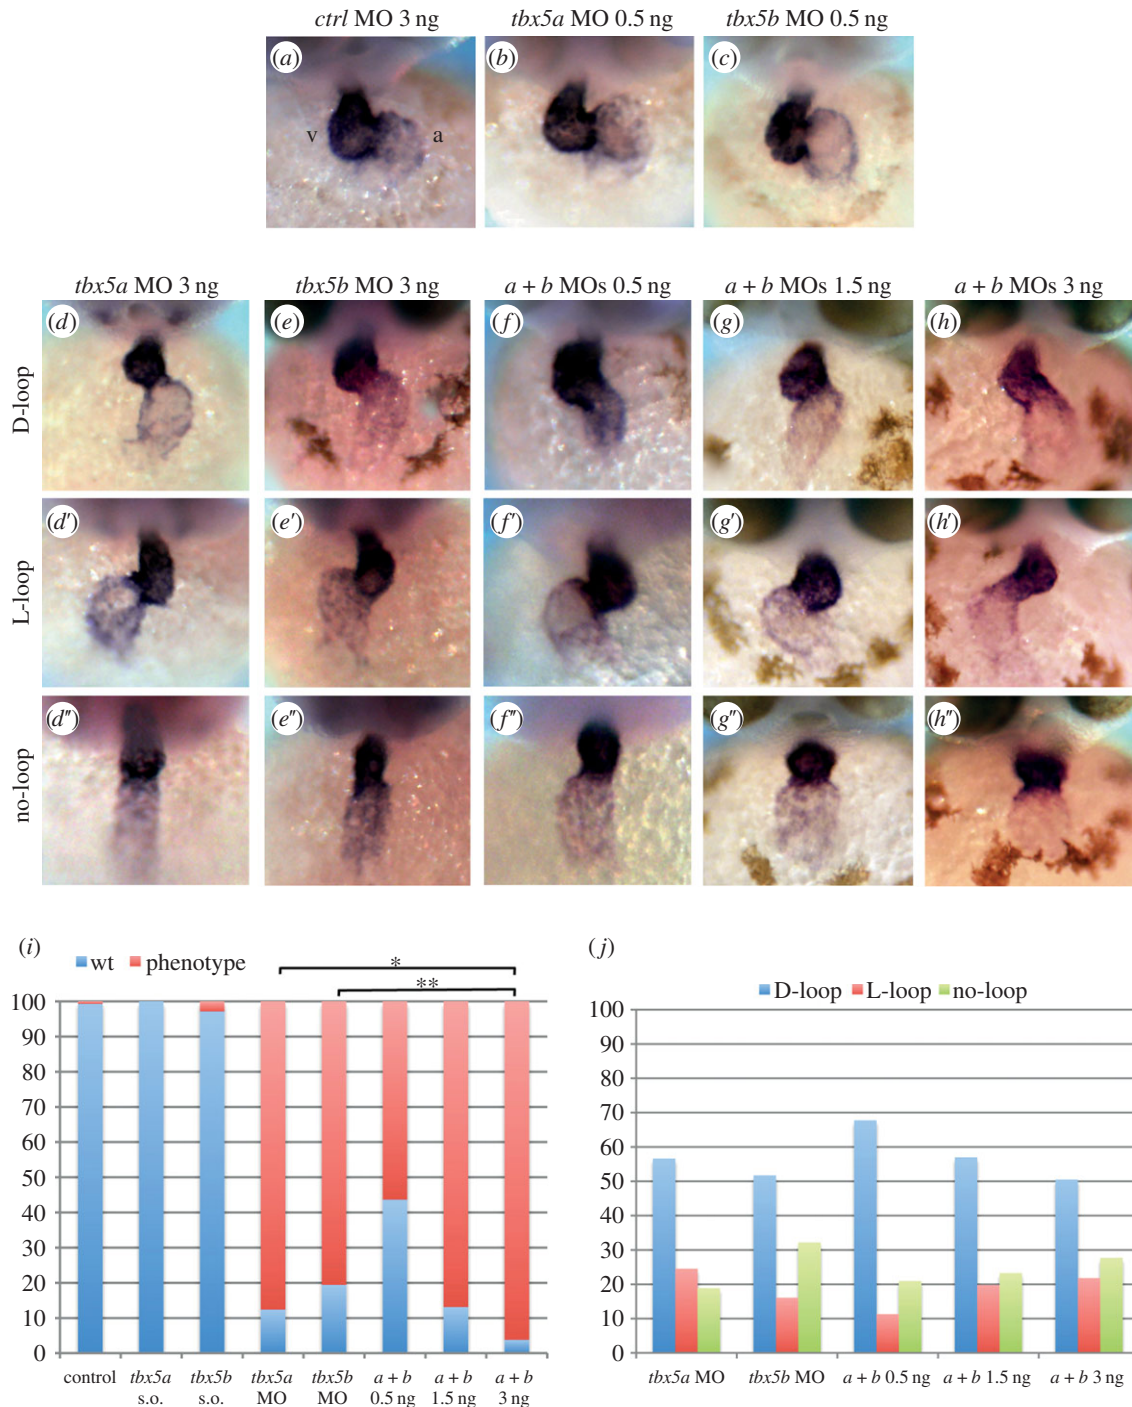 ctrl MO 3 ng
tbx5a MO 0.5 ng
tbx5b MO 0.5 ng
(a)
(b)
(c)
v
a
tbx5a MO 3 ng
tbx5b MO 3 ng
a + b MOs 0.5 ng
a + b MOs 1.5 ng
a + b MOs 3 ng
D-loop
(d)
(e)
(f)
(g)
(h)
L-loop
(d')
(e')
(f')
(g')
(h')
no-loop
(d")
(e")
(f")
(g")
(h")
(i)
wt
phenotype
*
**
100
90
80
70
60
50
40
30
20
10
0
control
tbx5a
s.o.
tbx5b
s.o.
tbx5a
MO
tbx5b
MO
a + b
0.5 ng
a + b
1.5 ng
a + b
3 ng
(j)
D-loop
L-loop
no-loop
100
90
80
70
60
50
40
30
20
10
0
tbx5a MO
tbx5b MO
a + b 0.5 ng
a + b 1.5 ng
a + b 3 ng